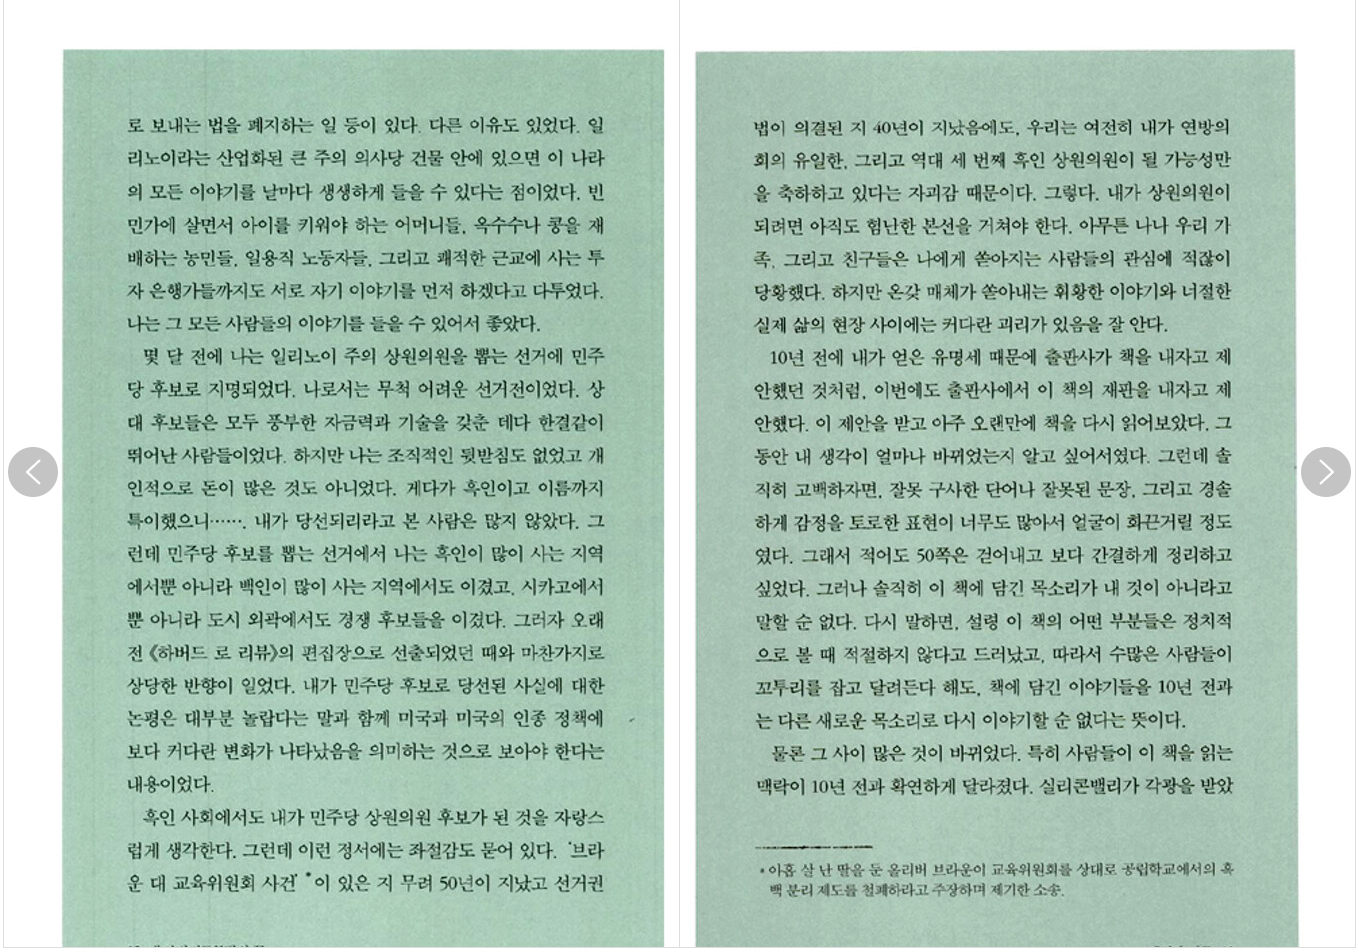 로 보내는 법을 폐지하는 일 등이 있다. 다른 이유도 있었다. 일
리노이라는 산업화된 큰 주의 의사당 건물 안에 있으면 이 나라
의 모든 이야기를 날마다 생생하게 들을 수 있다는 점이었다. 빈
민가에 살면서 아이를 키워야 하는 어머니들, 옥수수나 콩을 재
배하는 농민들, 일용직 노동자들, 그리고 쾌적한 근교에 사는 투
자 은행가들까지도 서로 자기 이야기를 먼저 하겠다고 다투었다.
나는 그 모든 사람들의 이야기를 들을 수 있어서 좋았다.
몇 달 전에 나는 일리노이 주의 상원의원을 뽑는 선거에 민주
당 후보로 지명되었다. 나로서는 무척 어려운 선거전이었다. 상
대 후보들은 모두 풍부한 자금력과 기술을 갖춘 데다 한결같이
뛰어난 사람들이었다. 하지만 나는 조직적인 뒷받침도 없었고 개
인적으로 돈이 많은 것도 아니었다. 게다가 흑인이고 이름까지
특이했으니……. 내가 당선되리라고 본 사람은 많지 않았다. 그
런데 민주당 후보를 뽑는 선거에서 나는 흑인이 많이 사는 지역
에서뿐 아니라 백인이 많이 사는 지역에서도 이겼고, 시카고에서
뿐 아니라 도시 외곽에서도 경쟁 후보들을 이겼다. 그러자 오래
전 《하버드 로 리뷰》의 편집장으로 선출되었던 때와 마찬가지로
상당한 반향이 일었다. 내가 민주당 후보로 당선된 사실에 대한
논평은 대부분 놀랍다는 말과 함께 미국과 미국의 인종 정책에
보다 커다란 변화가 나타났음을 의미하는 것으로 보아야 한다는
내용이었다.
흑인 사회에서도 내가 민주당 상원의원 후보가 된 것을 자랑스
럽게 생각한다. 그런데 이런 정서에는 좌절감도 묻어 있다. '브라
운 대 교육위원회 사건'*이 있은 지 무려 50년이 지났고 선거권
법이 의결된 지 40년이 지났음에도, 우리는 여전히 내가 연방의
회의 유일한, 그리고 역대 세 번째 흑인 상원의원이 될 가능성만
을 축하하고 있다는 자괴감 때문이다. 그렇다. 내가 상원의원이
되려면 아직도 험난한 본선을 거쳐야 한다. 아무튼 나나 우리 가
족, 그리고 친구들은 나에게 쏟아지는 사람들의 관심에 적잖이
당황했다. 하지만 온갖 매체가 쏟아내는 휘황한 이야기와 너절한
실제 삶의 현장 사이에는 커다란 괴리가 있음을 잘 안다.
10년 전에 내가 얻은 유명세 때문에 출판사가 책을 내자고 제
안했던 것처럼, 이번에도 출판사에서 이 책의 재판을 내자고 제
안했다. 이 제안을 받고 아주 오랜만에 책을 다시 읽어보았다. 그
동안 내 생각이 얼마나 바뀌었는지 알고 싶어서였다. 그런데 솔
직히 고백하자면, 잘못 구사한 단어나 잘못된 문장, 그리고 경솔
하게 감정을 토로한 표현이 너무도 많아서 얼굴이 화끈거릴 정도
였다. 그래서 적어도 50쪽은 걷어내고 보다 간결하게 정리하고
싶었다. 그러나 솔직히 이 책에 담긴 목소리가 내 것이 아니라고
말할 순 없다. 다시 말하면, 설령 이 책의 어떤 부분들은 정치적
으로 볼 때 적절하지 않다고 드러났고, 따라서 수많은 사람들이
꼬투리를 잡고 달려든다 해도, 책에 담긴 이야기들을 10년 전과
는 다른 새로운 목소리로 다시 이야기할 순 없다는 뜻이다.
물론 그 사이 많은 것이 바뀌었다. 특히 사람들이 이 책을 읽는
맥락이 10년 전과 확연하게 달라졌다. 실리콘밸리가 각광을 받았
* 아홉 살 난 딸을 둔 올리버 브라운이 교육위원회를 상대로 공립학교에서의 흑
백 분리 제도를 철폐하라고 주장하며 제기한 소송.